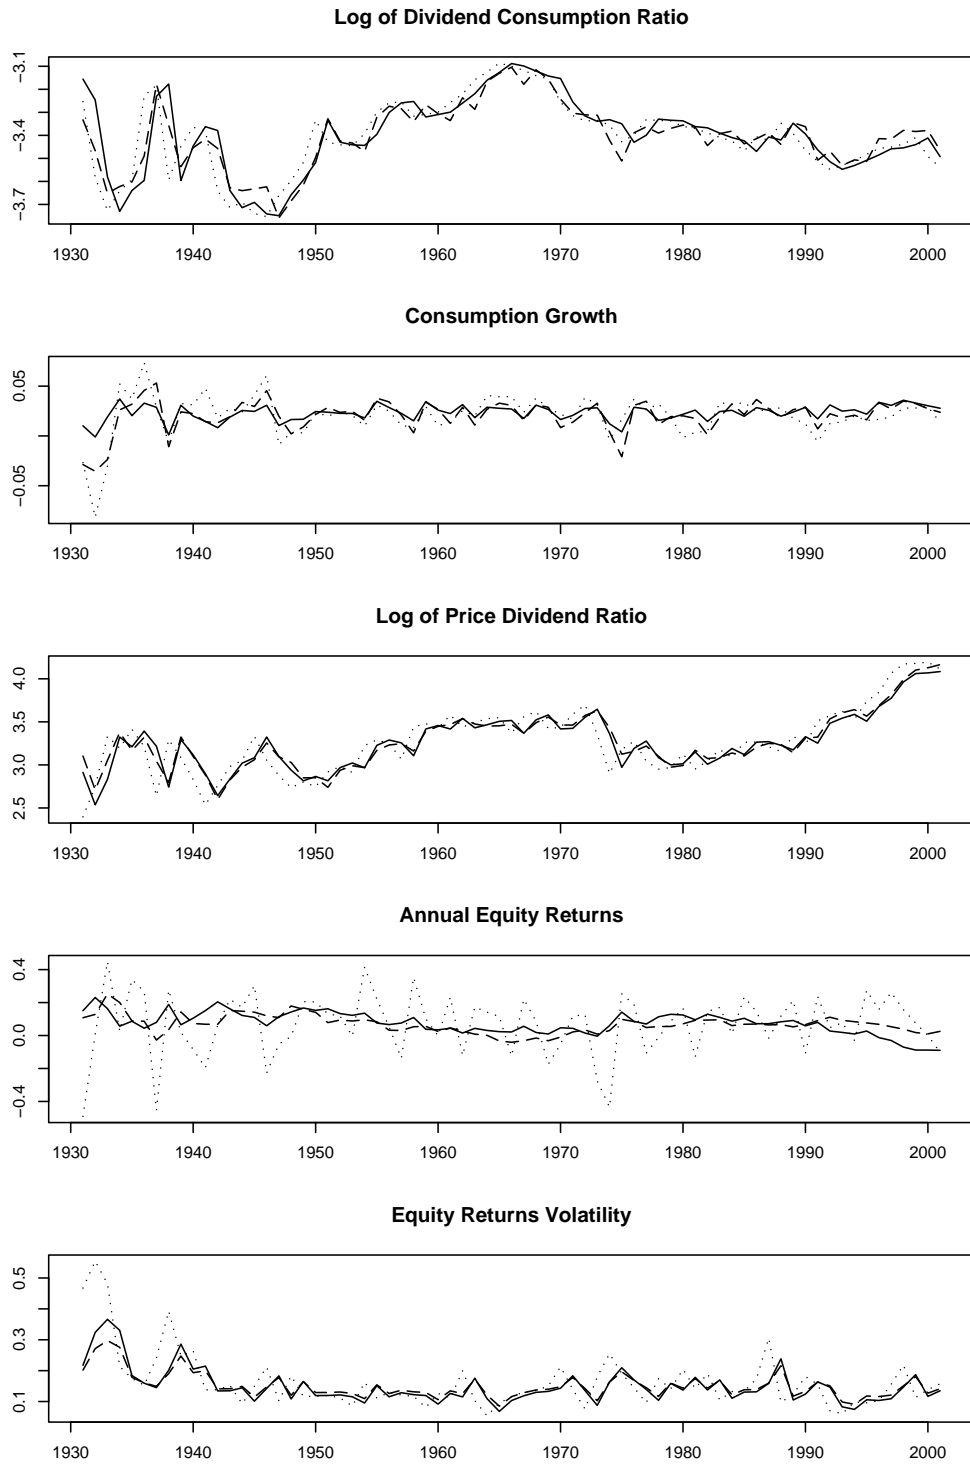 Log of Dividend Consumption Ratio
−3.1
−3.4
−3.7
1930 1940 1950 1960 1970 1980 1990 2000
Consumption Growth
0.05
−0.05
1930 1940 1950 1960 1970 1980 1990 2000
Log of Price Dividend Ratio
4.0
3.5
3.0
2.5
1930 1940 1950 1960 1970 1980 1990 2000
Annual Equity Returns
0.4
0.0
−0.4
1930 1940 1950 1960 1970 1980 1990 2000
Equity Returns Volatility
0.5
0.3
0.1
1930 1940 1950 1960 1970 1980 1990 2000